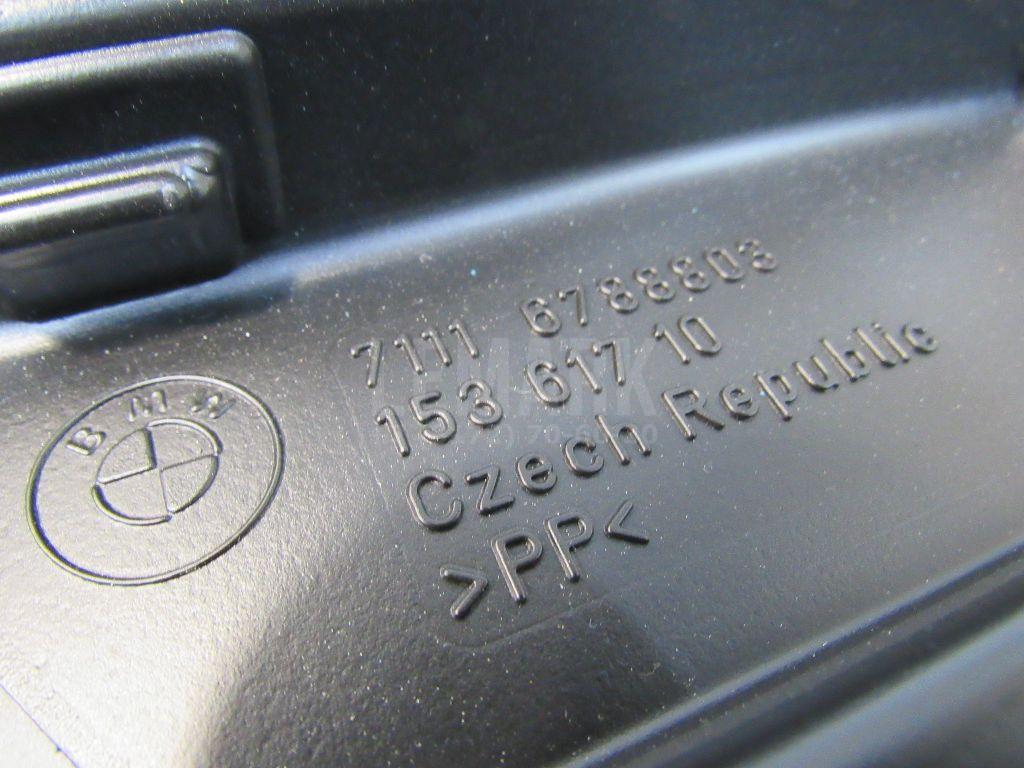 BMW
7111 6788803
153 617 10
Czech Republic
>PP<